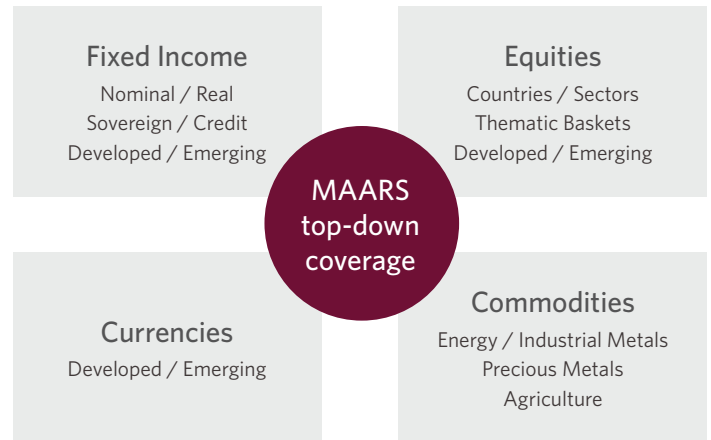 Fixed Income
Nominal / Real
Sovereign / Credit
Developed / Emerging
Equities
Countries / Sectors
Thematic Baskets
Developed / Emerging
MAARS
top-down
coverage
Currencies
Developed / Emerging
Commodities
Energy / Industrial Metals
Precious Metals
Agriculture